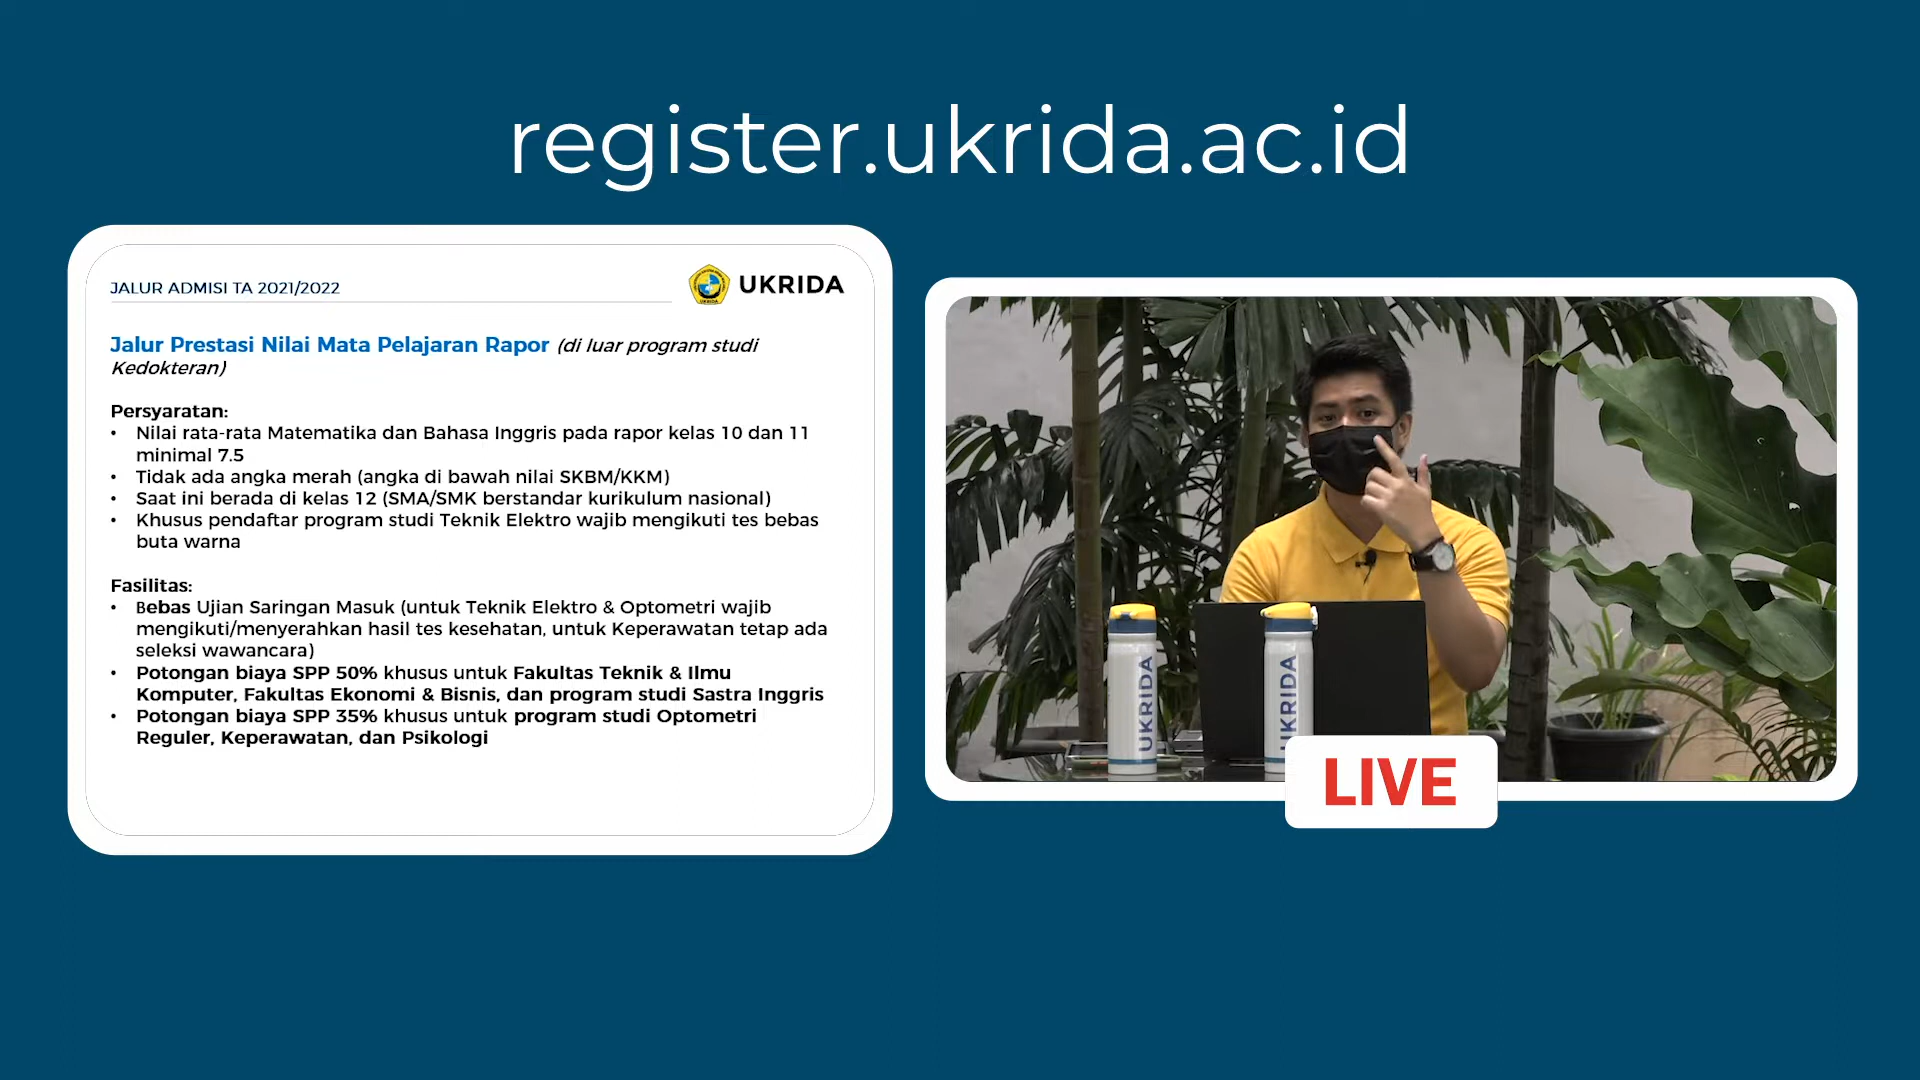 register.ukrida.ac.id
JALUR ADMISI TA 2021/2022
UKRIDA
Jalur Prestasi Nilai Mata Pelajaran Rapor (di luar program studi
Kedokteran)
Persyaratan:
• Nilai rata-rata Matematika dan Bahasa Inggris pada rapor kelas 10 dan 11
minimal 7.5
• Tidak ada angka merah (angka di bawah nilai SKBM/KKM)
• Saat ini berada di kelas 12 (SMA/SMK berstandar kurikulum nasional)
• Khusus pendaftar program studi Teknik Elektro wajib mengikuti tes bebas
buta warna
Fasilitas:
• Bebas Ujian Saringan Masuk (untuk Teknik Elektro & Optometri wajib
mengikuti/menyerahkan hasil tes kesehatan, untuk Keperawatan tetap ada
seleksi wawancara)
• Potongan biaya SPP 50% khusus untuk Fakultas Teknik & Ilmu
Komputer, Fakultas Ekonomi & Bisnis, dan program studi Sastra Inggris
• Potongan biaya SPP 35% khusus untuk program studi Optometri
Reguler, Keperawatan, dan Psikologi
UKRIDA
UKRIDA
LIVE